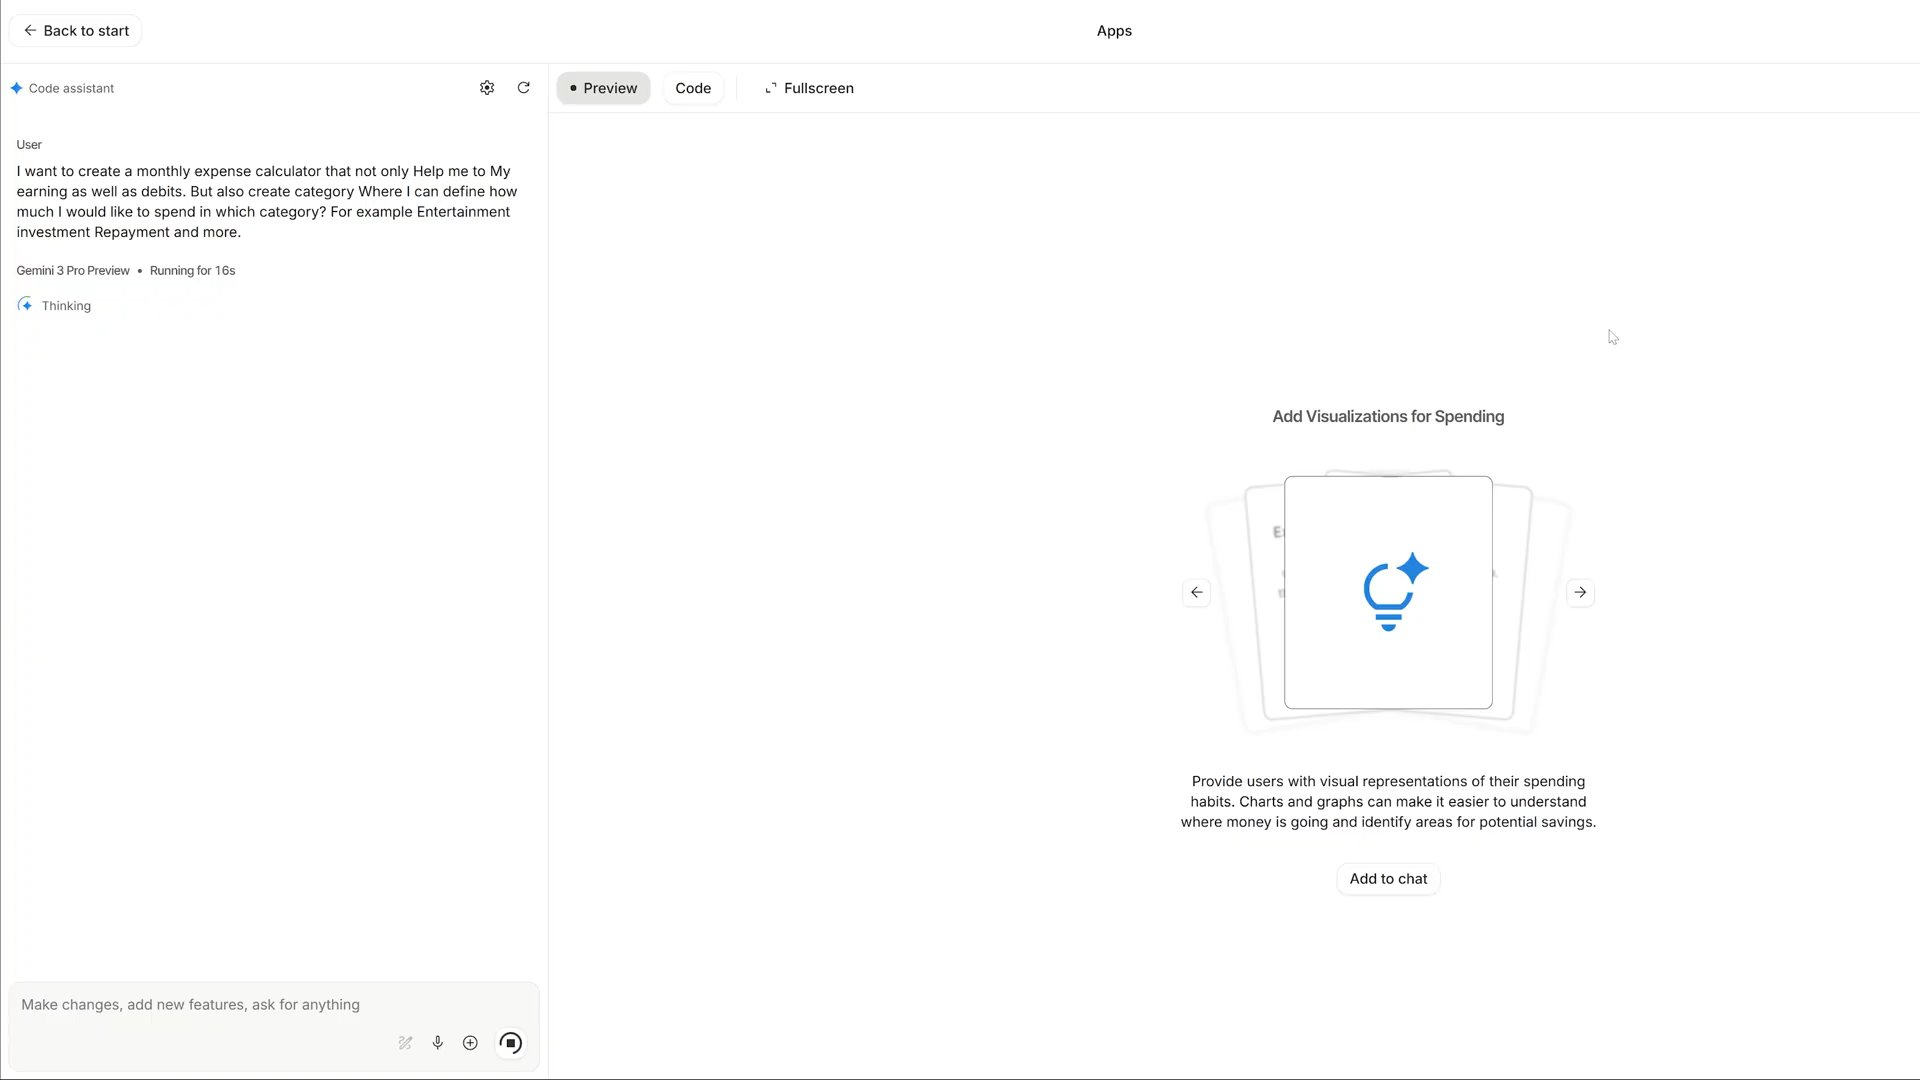 Back to start
Apps
Code assistant
Preview
Code
Fullscreen
User
I want to create a monthly expense calculator that not only Help me to My
earning as well as debits. But also create category Where I can define how
much I would like to spend in which category? For example Entertainment
investment Repayment and more.
Gemini 3 Pro Preview • Running for 16s
Thinking
Add Visualizations for Spending
Provide users with visual representations of their spending
habits. Charts and graphs can make it easier to understand
where money is going and identify areas for potential savings.
Add to chat
Make changes, add new features, ask for anything